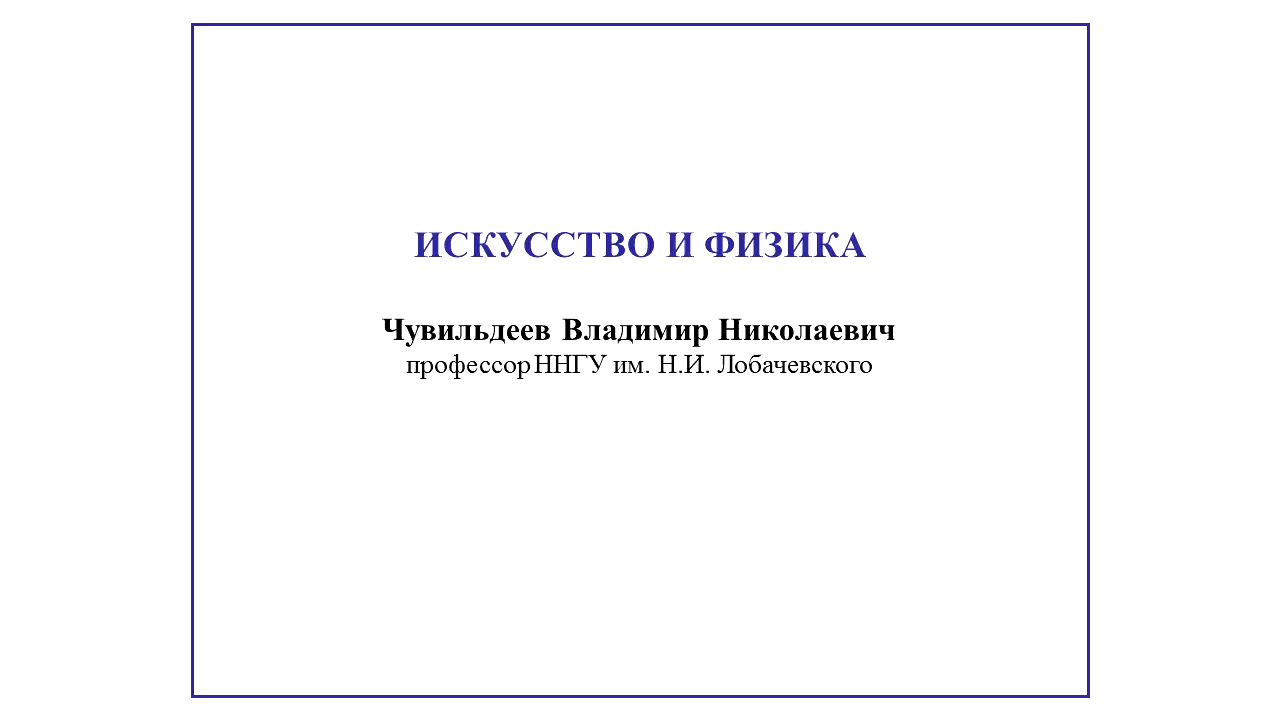 ИСКУССТВО И ФИЗИКА
Чувильдеев Владимир Николаевич
профессор ННГУ им. Н.И. Лобачевского